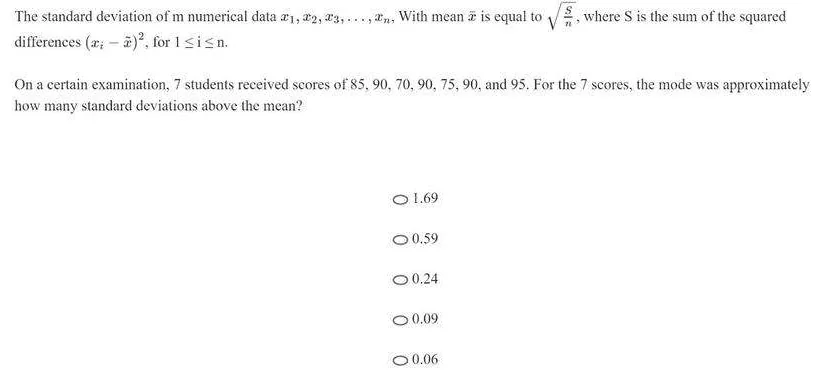 The standard deviation of m numerical data x₁, x₂, x₃, . . . , xₙ, With mean x̄ is equal to √(S/n), where S is the sum of the squared
differences (xᵢ − x̄)², for 1 ≤ i ≤ n.
On a certain examination, 7 students received scores of 85, 90, 70, 90, 75, 90, and 95. For the 7 scores, the mode was approximately
how many standard deviations above the mean?
1.69
0.59
0.24
0.09
0.06